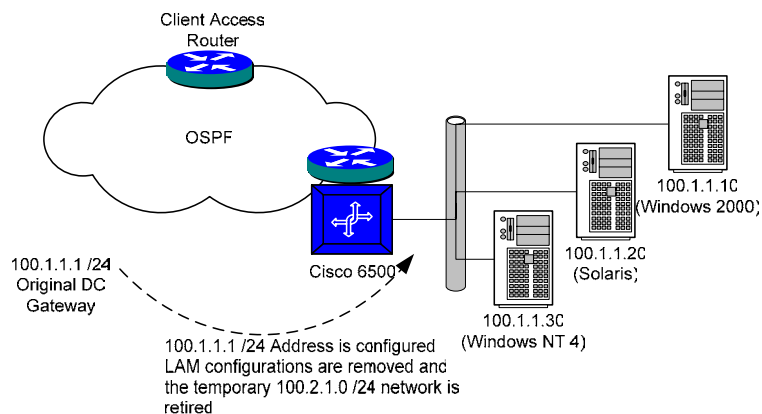 Client Access
Router
OSPF
100.1.1.10
(Windows 2000)
100.1.1.20
(Solaris)
100.1.1.30
(Windows NT 4)
Cisco 6500
100.1.1.1 /24
Original DC
Gateway
100.1.1.1 /24 Address is configured
LAM configurations are removed and
the temporary 100.2.1.0 /24 network is
retired